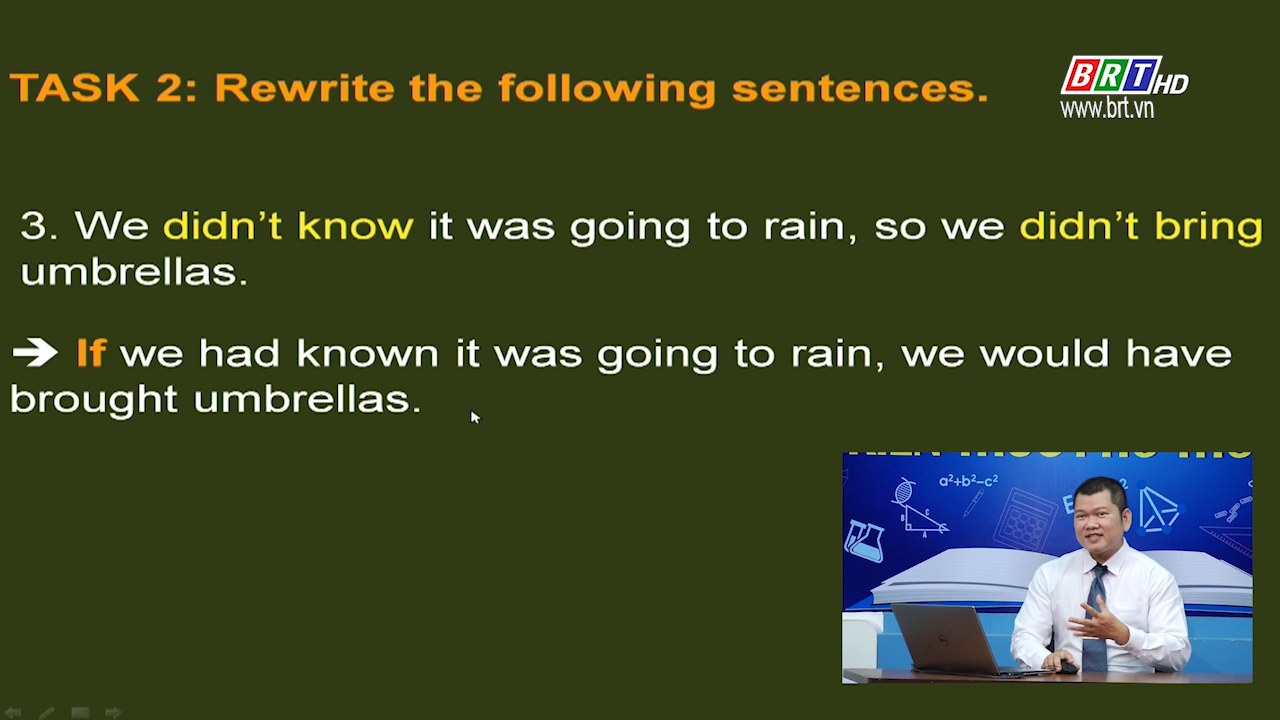 TASK 2: Rewrite the following sentences.
BRT HD
www.brt.vn
3. We didn’t know it was going to rain, so we didn’t bring
umbrellas.
➔ If we had known it was going to rain, we would have
brought umbrellas.
a²+b²–c²
B
C
A